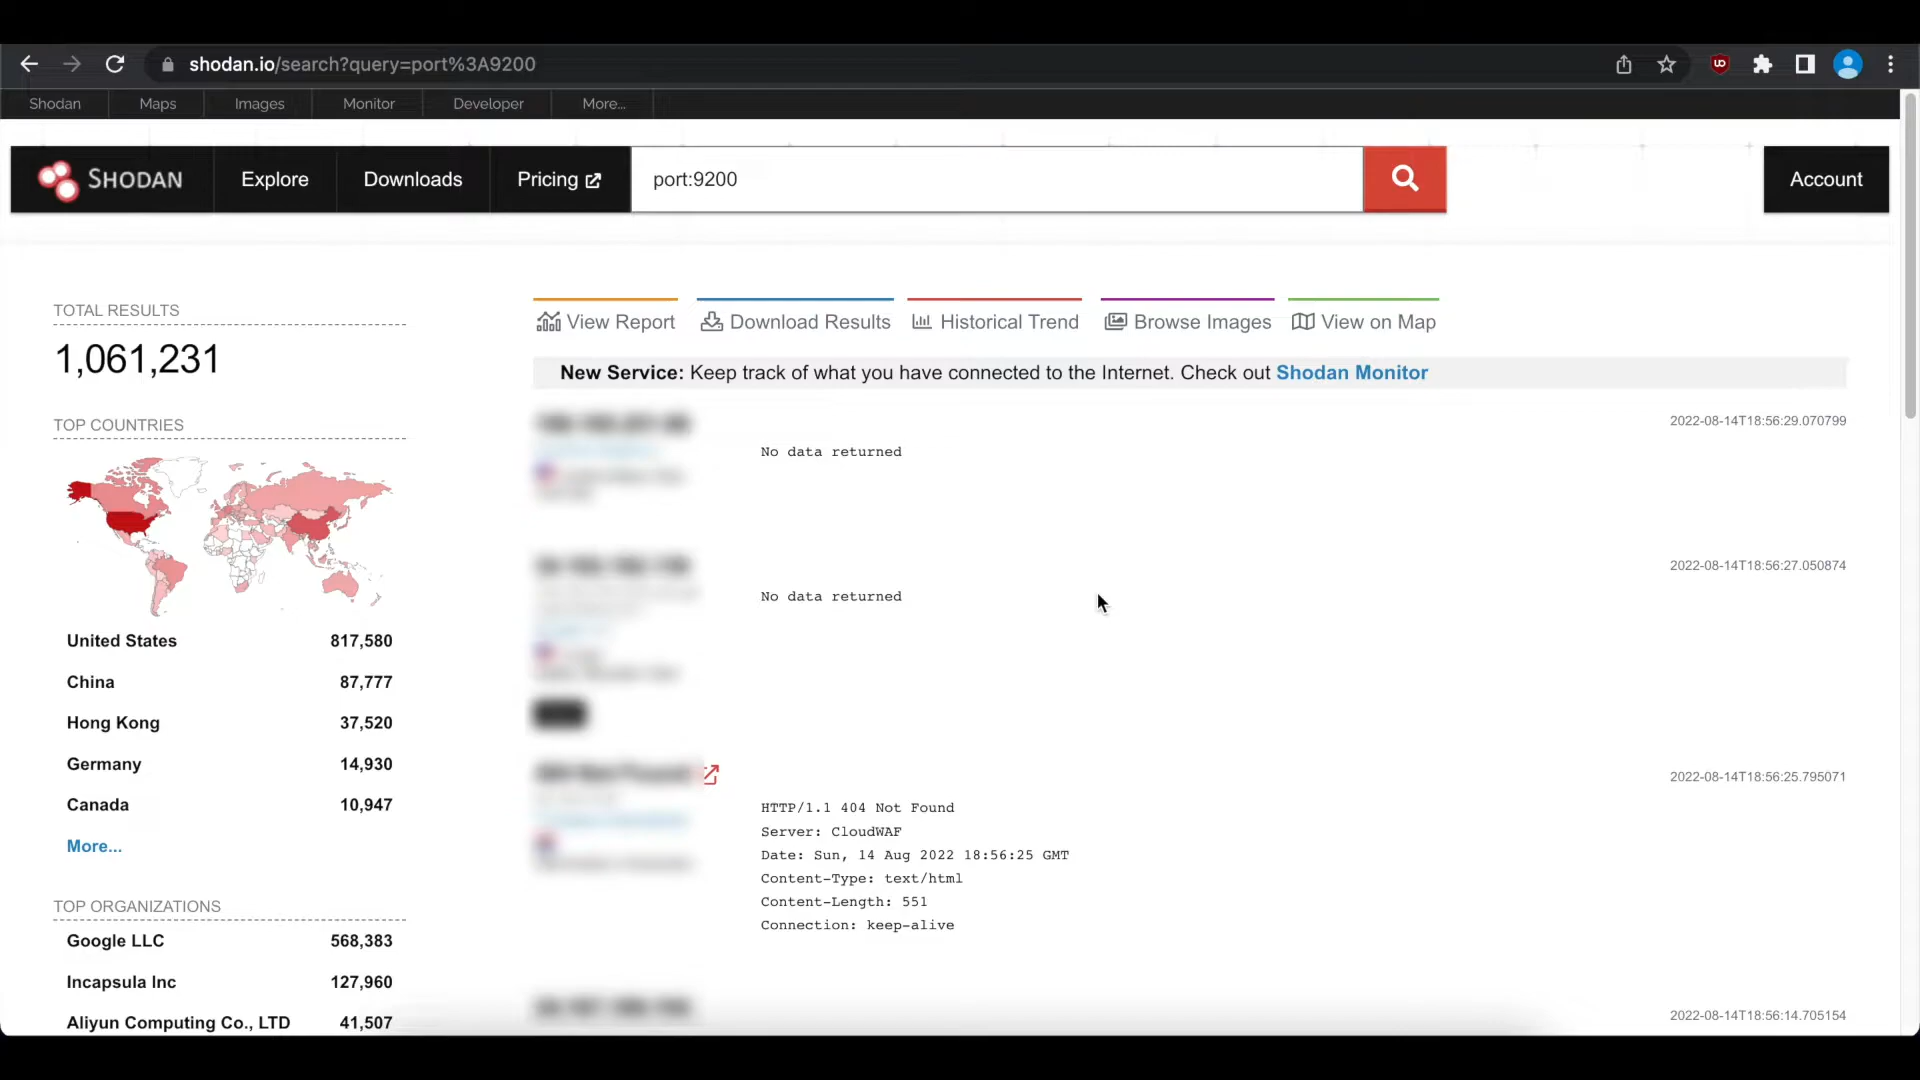 shodan.io/search?query=port%3A9200
Shodan Maps Images Monitor Developer More...
SHODAN Explore Downloads Pricing port:9200 Account
TOTAL RESULTS
1,061,231
TOP COUNTRIES
United States 817,580
China 87,777
Hong Kong 37,520
Germany 14,930
Canada 10,947
More...
TOP ORGANIZATIONS
Google LLC 568,383
Incapsula Inc 127,960
Aliyun Computing Co., LTD 41,507
View Report Download Results Historical Trend Browse Images View on Map
New Service: Keep track of what you have connected to the Internet. Check out Shodan Monitor
2022-08-14T18:56:29.070799
No data returned
2022-08-14T18:56:27.050874
No data returned
2022-08-14T18:56:25.795071
HTTP/1.1 404 Not Found
Server: CloudWAF
Date: Sun, 14 Aug 2022 18:56:25 GMT
Content-Type: text/html
Content-Length: 551
Connection: keep-alive
2022-08-14T18:56:14.705154